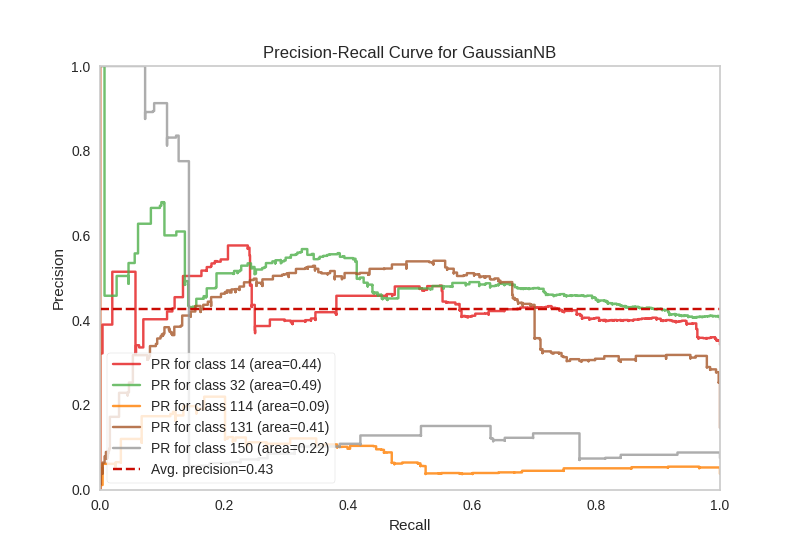 Precision-Recall Curve for GaussianNB
1.0
0.8
0.6
0.4
0.2
0.0
Precision
PR for class 14 (area=0.44)
PR for class 32 (area=0.49)
PR for class 114 (area=0.09)
PR for class 131 (area=0.41)
PR for class 150 (area=0.22)
Avg. precision=0.43
0.0 0.2 0.4 0.6 0.8 1.0
Recall